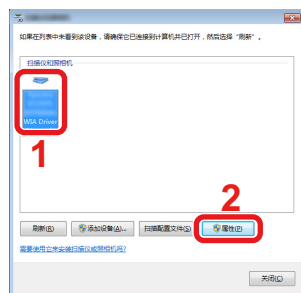 如果在列表中未看到该设备，请确保它已连接到计算机并已打开，然后选择"刷新"。
扫描仪和照相机
WIA Driver
1
2
刷新(R)
添加设备(A)...
扫描配置文件(S)
属性(P)
需要使用它来安装扫描仪或照相机吗?
关闭(C)